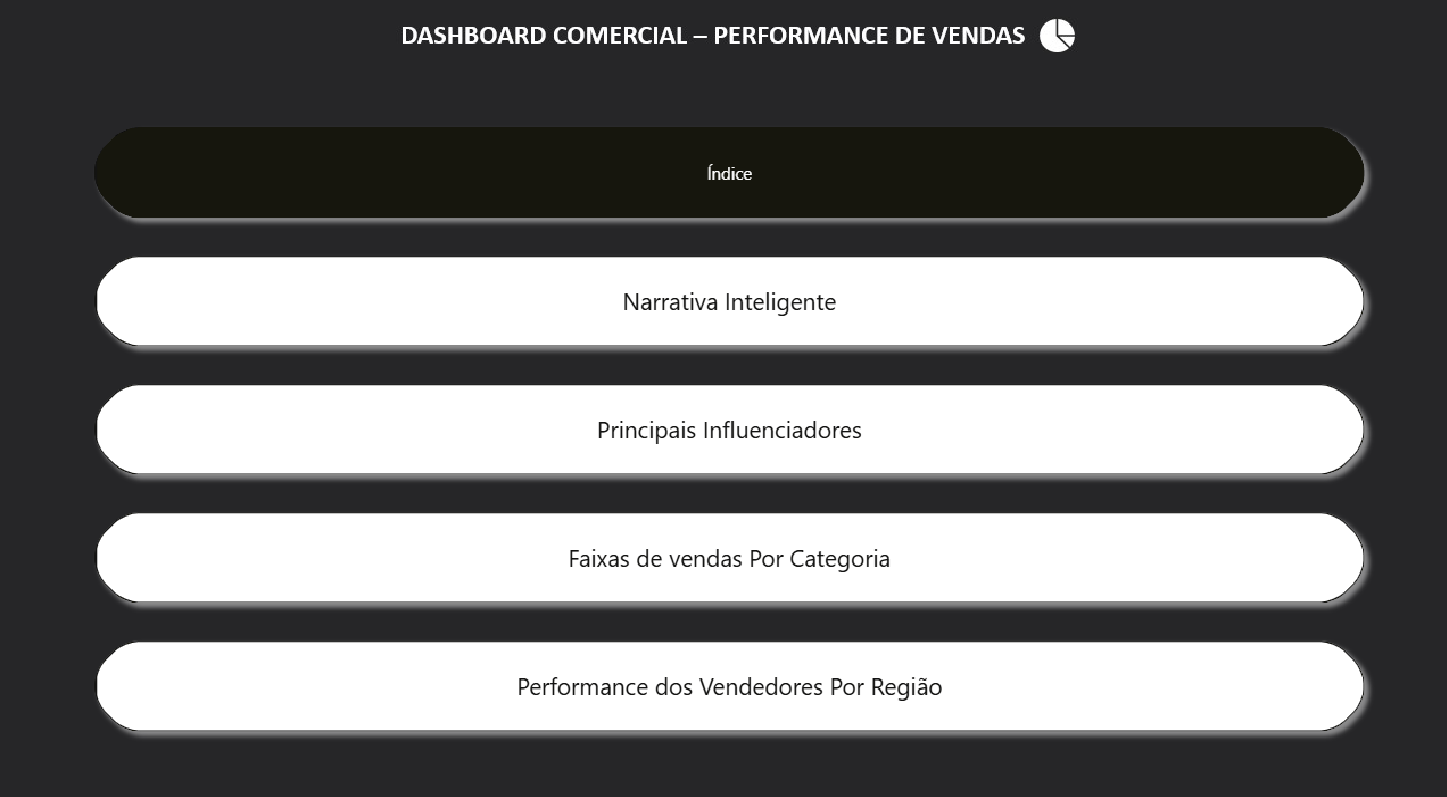 DASHBOARD COMERCIAL – PERFORMANCE DE VENDAS
Índice
Narrativa Inteligente
Principais Influenciadores
Faixas de vendas Por Categoria
Performance dos Vendedores Por Região